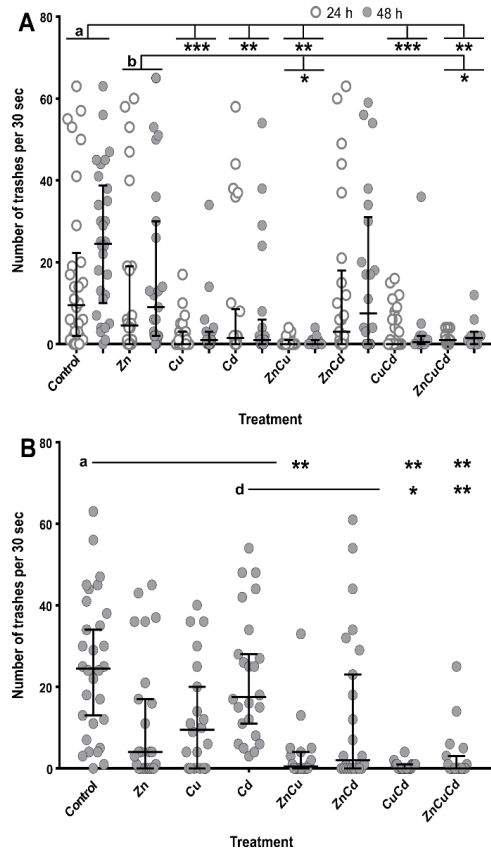 A
24 h 48 h
a *** ** ** *** **
b * *
80
60
40
20
0
Number of trashes per 30 sec
Control Zn Cu Cd ZnCu ZnCd CuCd ZnCuCd
Treatment
B
80
60
40
20
0
Number of trashes per 30 sec
a ** ** **
d * **
Control Zn Cu Cd ZnCu ZnCd CuCd ZnCuCd
Treatment